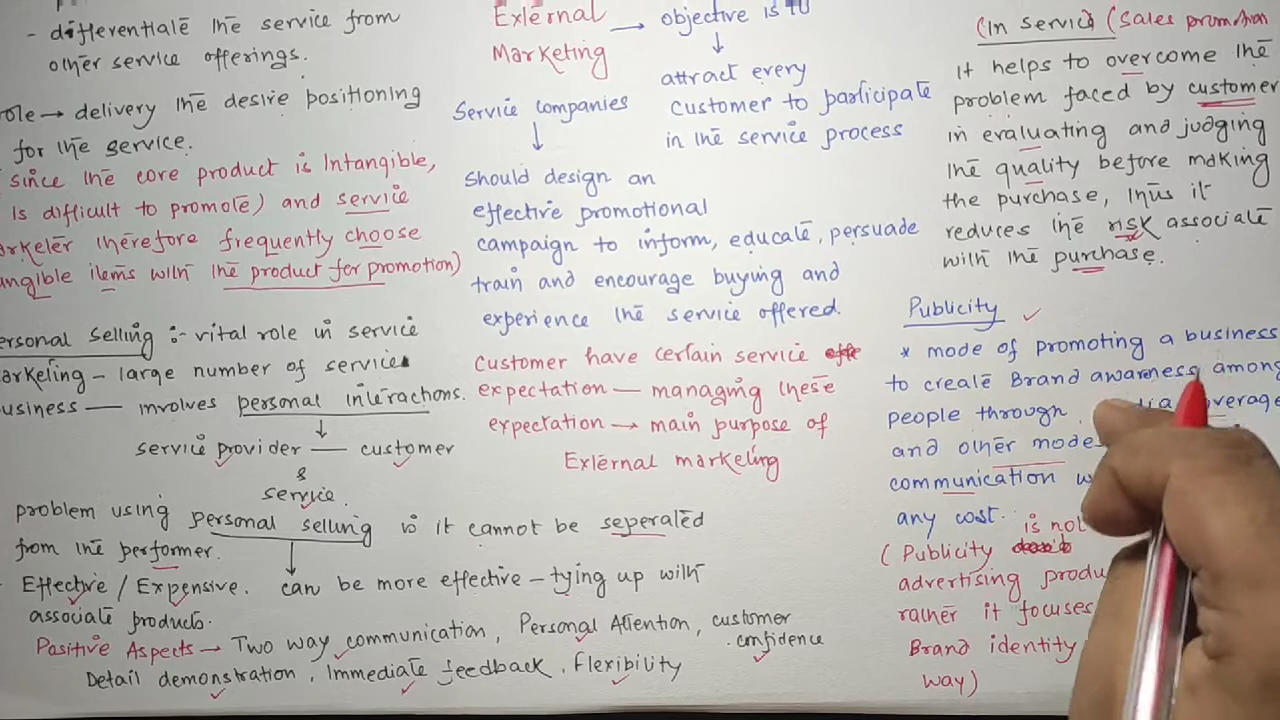 - differentiate the service from
other service offerings.
role → delivery the desire positioning
for the service.
since the core product is Intangible,
Is difficult to promote) and service
therefore frequently choose
items with the product for promotion)
Personal selling :- vital role in service
marketing – large number of service
business — involves personal interactions.
service provider — customer
&
service.
problem using personal selling is it cannot be seperated
from the performer.
Effective / Expensive. can be more effective – tying up with
associate products.
Positive Aspects → Two way communication, Personal Attention, customer
confidence
Detail demonstration, Immediate feedback, Flexibility
External → objective is to
Marketing
attract every
Service companies customer to participate
in the service process
should design an
effective promotional
campaign to inform, educate, persuade
train and encourage buying and
experience the service offered.
customer have certain service
expectation — managing these
expectation → main purpose of
External marketing
(In service (Sales promotion
it helps to overcome the
problem faced by customer
in evaluating and judging
the quality before making
the purchase, thus it
reduces the risk associate
with the purchase.
Publicity
* mode of promoting a business
to create Brand awareness among
people through
and other
communication
any cost.
(Publicity is not
advertising
rather it focuses
Brand identity
way)